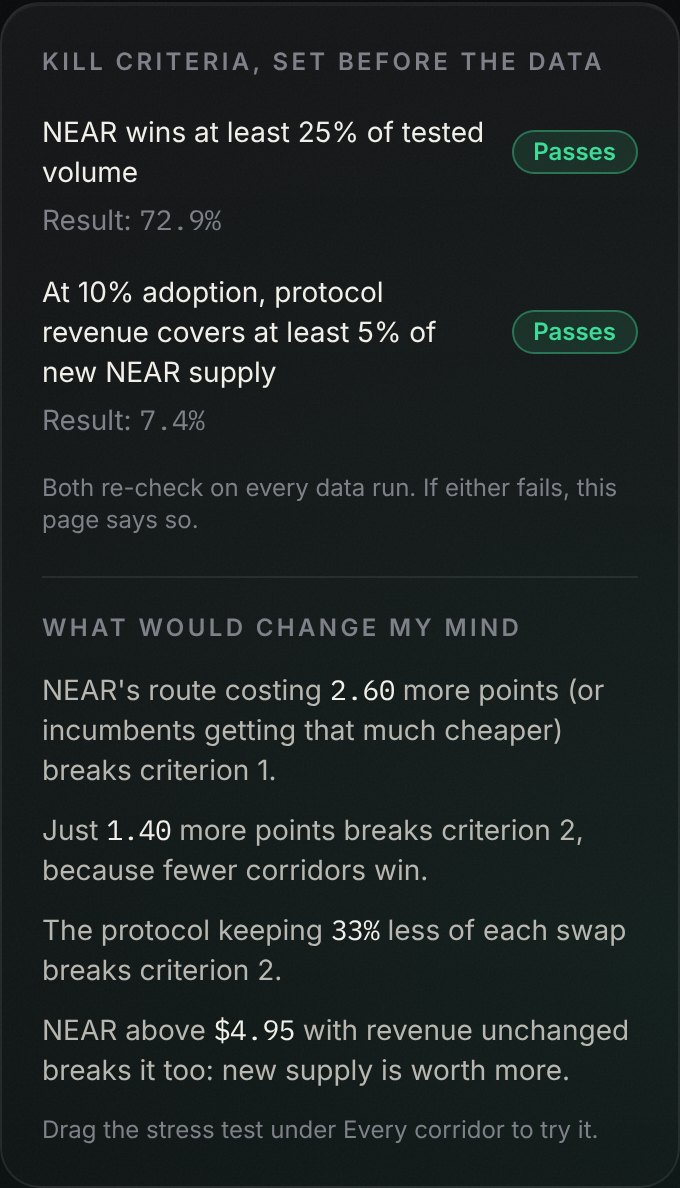 KILL CRITERIA, SET BEFORE THE DATA
NEAR wins at least 25% of tested
volume
Passes
Result: 72.9%
At 10% adoption, protocol
revenue covers at least 5% of
new NEAR supply
Passes
Result: 7.4%
Both re-check on every data run. If either fails, this
page says so.
WHAT WOULD CHANGE MY MIND
NEAR's route costing 2.60 more points (or
incumbents getting that much cheaper)
breaks criterion 1.
Just 1.40 more points breaks criterion 2,
because fewer corridors win.
The protocol keeping 33% less of each swap
breaks criterion 2.
NEAR above $4.95 with revenue unchanged
breaks it too: new supply is worth more.
Drag the stress test under Every corridor to try it.